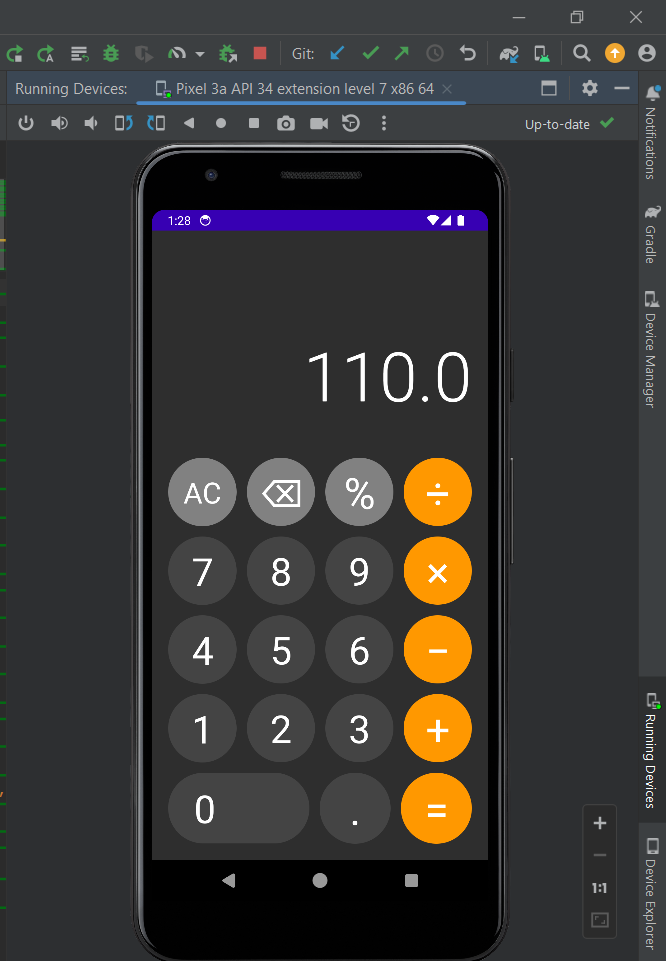 Git:
Running Devices:
Pixel 3a API 34 extension level 7 x86 64
Up-to-date
Notifications
Gradle
Device Manager
1:28
110.0
AC
%
÷
7
8
9
×
4
5
6
−
1
2
3
+
0
.
=
Running Devices
1:1
Device Explorer